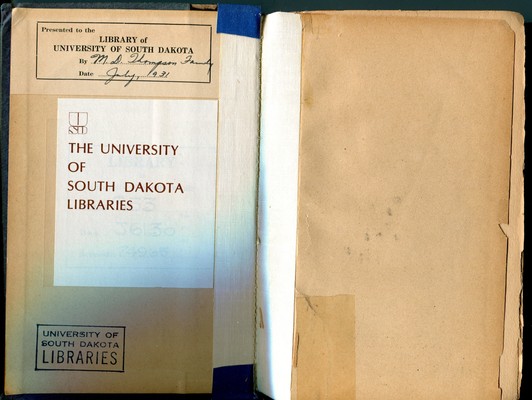 Presented to the
LIBRARY of
UNIVERSITY OF SOUTH DAKOTA
By M. D. Thompson Family
Date July, 1931
THE UNIVERSITY
OF
SOUTH DAKOTA
LIBRARIES
UNIVERSITY OF
SOUTH DAKOTA
LIBRARIES